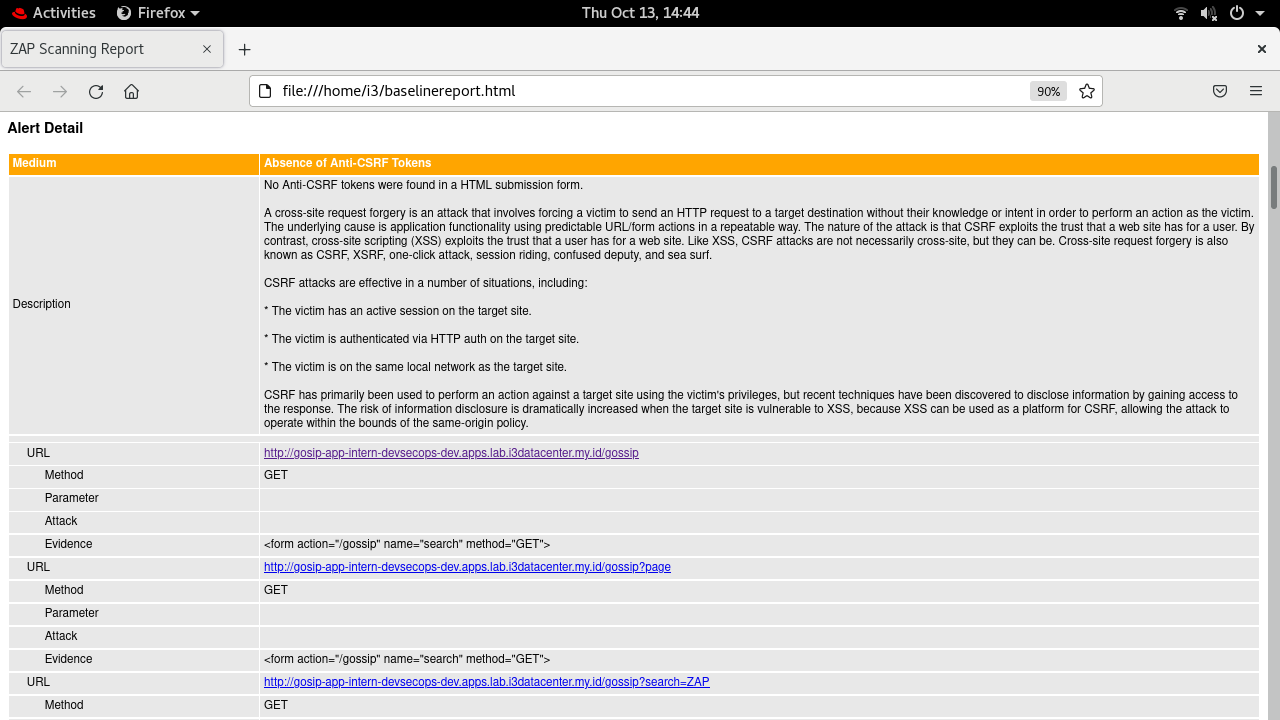 Activities
Firefox
Thu Oct 13, 14:44
ZAP Scanning Report
file:///home/i3/baselinereport.html
90%
Alert Detail
Medium
Absence of Anti-CSRF Tokens
Description
No Anti-CSRF tokens were found in a HTML submission form.
A cross-site request forgery is an attack that involves forcing a victim to send an HTTP request to a target destination without their knowledge or intent in order to perform an action as the victim.
The underlying cause is application functionality using predictable URL/form actions in a repeatable way. The nature of the attack is that CSRF exploits the trust that a web site has for a user. By
contrast, cross-site scripting (XSS) exploits the trust that a user has for a web site. Like XSS, CSRF attacks are not necessarily cross-site, but they can be. Cross-site request forgery is also
known as CSRF, XSRF, one-click attack, session riding, confused deputy, and sea surf.
CSRF attacks are effective in a number of situations, including:
* The victim has an active session on the target site.
* The victim is authenticated via HTTP auth on the target site.
* The victim is on the same local network as the target site.
CSRF has primarily been used to perform an action against a target site using the victim's privileges, but recent techniques have been discovered to disclose information by gaining access to
the response. The risk of information disclosure is dramatically increased when the target site is vulnerable to XSS, because XSS can be used as a platform for CSRF, allowing the attack to
operate within the bounds of the same-origin policy.
URL
http://gosip-app-intern-devsecops-dev.apps.lab.i3datacenter.my.id/gossip
Method
GET
Parameter
Attack
Evidence
<form action="/gossip" name="search" method="GET">
URL
http://gosip-app-intern-devsecops-dev.apps.lab.i3datacenter.my.id/gossip?page
Method
GET
Parameter
Attack
Evidence
<form action="/gossip" name="search" method="GET">
URL
http://gosip-app-intern-devsecops-dev.apps.lab.i3datacenter.my.id/gossip?search=ZAP
Method
GET